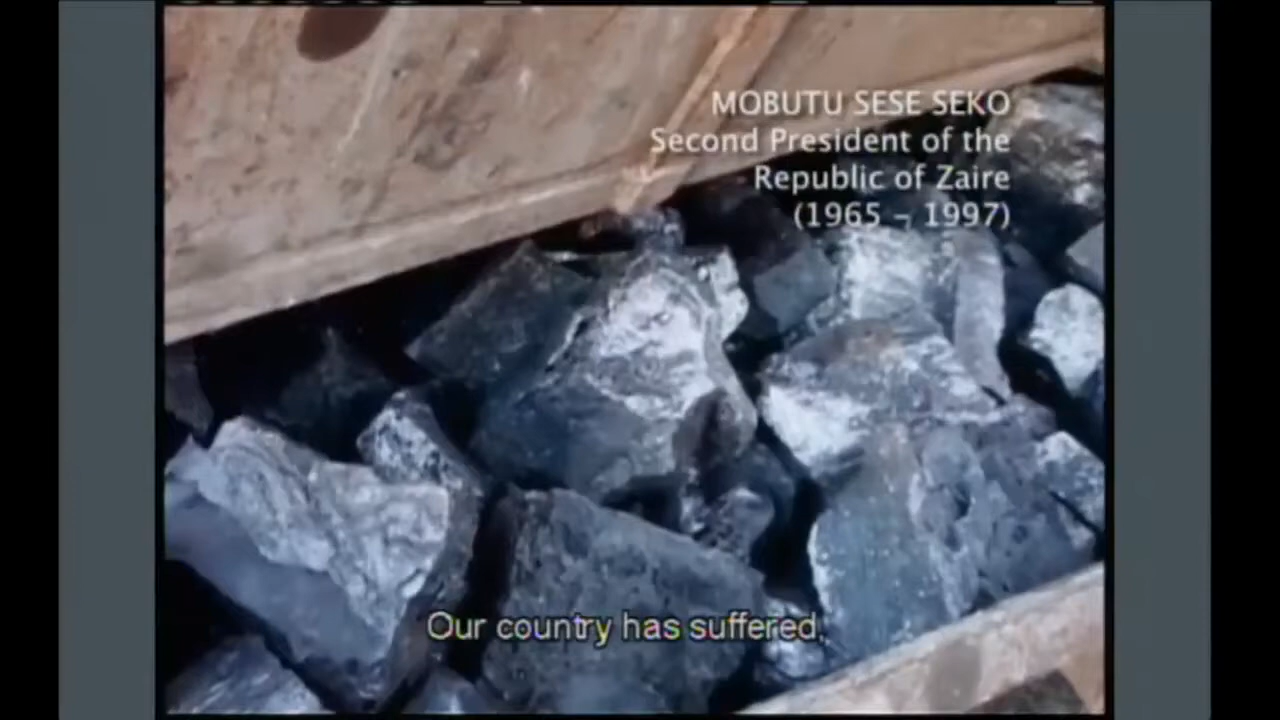 MOBUTU SESE SEKO
Second President of the
Republic of Zaire
(1965 – 1997)
Our country has suffered,